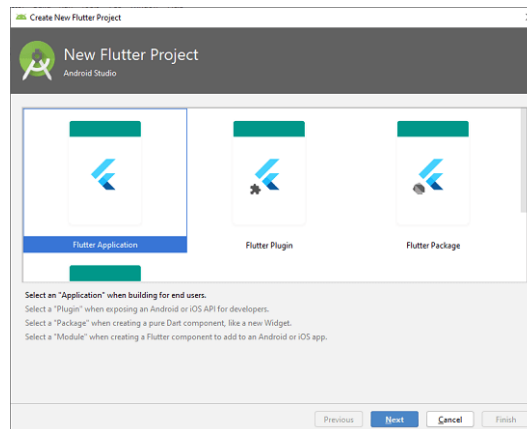 Create New Flutter Project
New Flutter Project
Android Studio
Flutter Application
Flutter Plugin
Flutter Package
Select an "Application" when building for end users.
Select a "Plugin" when exposing an Android or iOS API for developers.
Select a "Package" when creating a pure Dart component, like a new Widget.
Select a "Module" when creating a Flutter component to add to an Android or iOS app.
Previous Next Cancel Finish